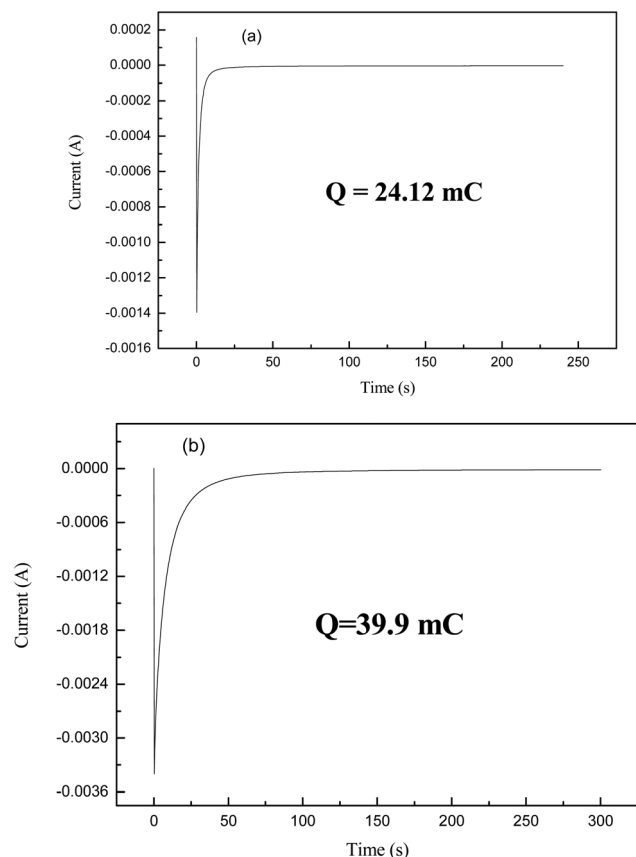 (a)
0.0002
0.0000
-0.0002
-0.0004
-0.0006
-0.0008
-0.0010
-0.0012
-0.0014
-0.0016
Current (A)
Q = 24.12 mC
0 50 100 150 200 250
Time (s)
(b)
0.0000
-0.0006
-0.0012
-0.0018
-0.0024
-0.0030
-0.0036
Current (A)
Q=39.9 mC
0 50 100 150 200 250 300
Time (s)